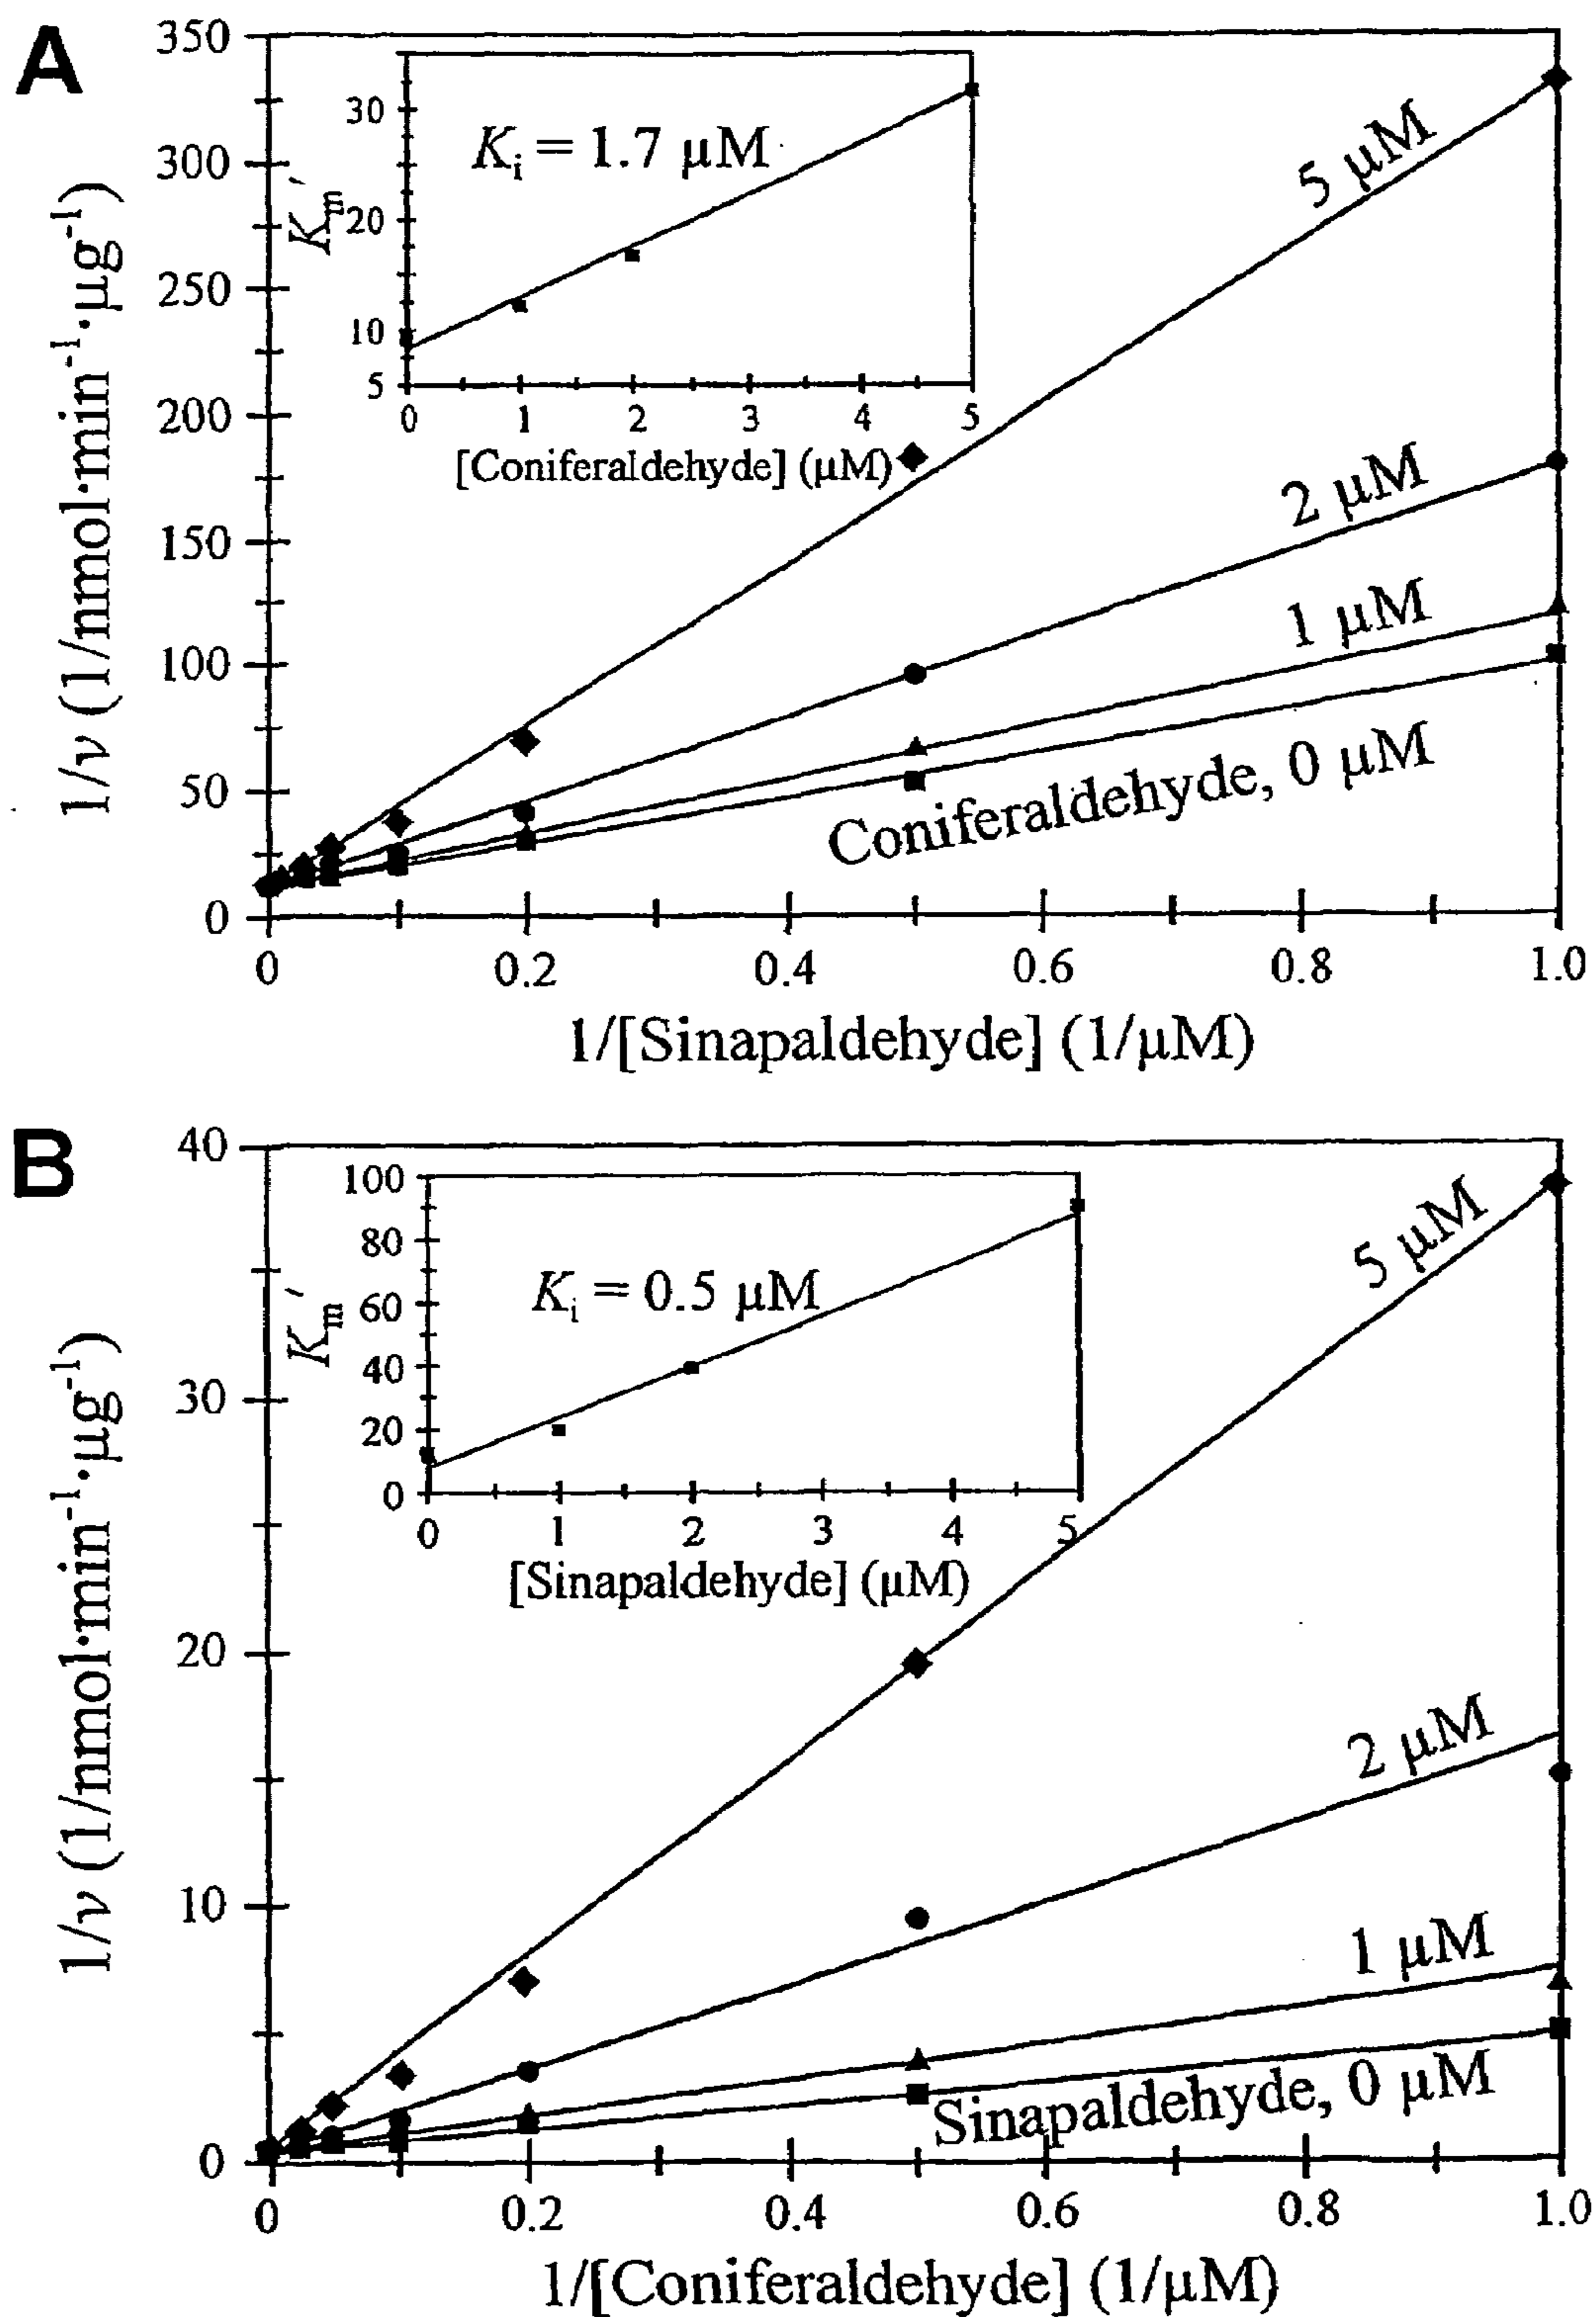 A
350
300
250
200
150
100
50
0
1/ν (1/nmol·min⁻¹·μg⁻¹)
30
20
10
5
Kₘ′
Kᵢ = 1.7 μM
0 1 2 3 4 5
[Coniferaldehyde] (μM)
5 μM
2 μM
1 μM
Coniferaldehyde, 0 μM
0 0.2 0.4 0.6 0.8 1.0
1/[Sinapaldehyde] (1/μM)
B
40
30
20
10
0
1/ν (1/nmol·min⁻¹·μg⁻¹)
100
80
60
40
20
0
Kₘ′
Kᵢ = 0.5 μM
0 1 2 3 4 5
[Sinapaldehyde] (μM)
5 μM
2 μM
1 μM
Sinapaldehyde, 0 μM
0 0.2 0.4 0.6 0.8 1.0
1/[Coniferaldehyde] (1/μM)